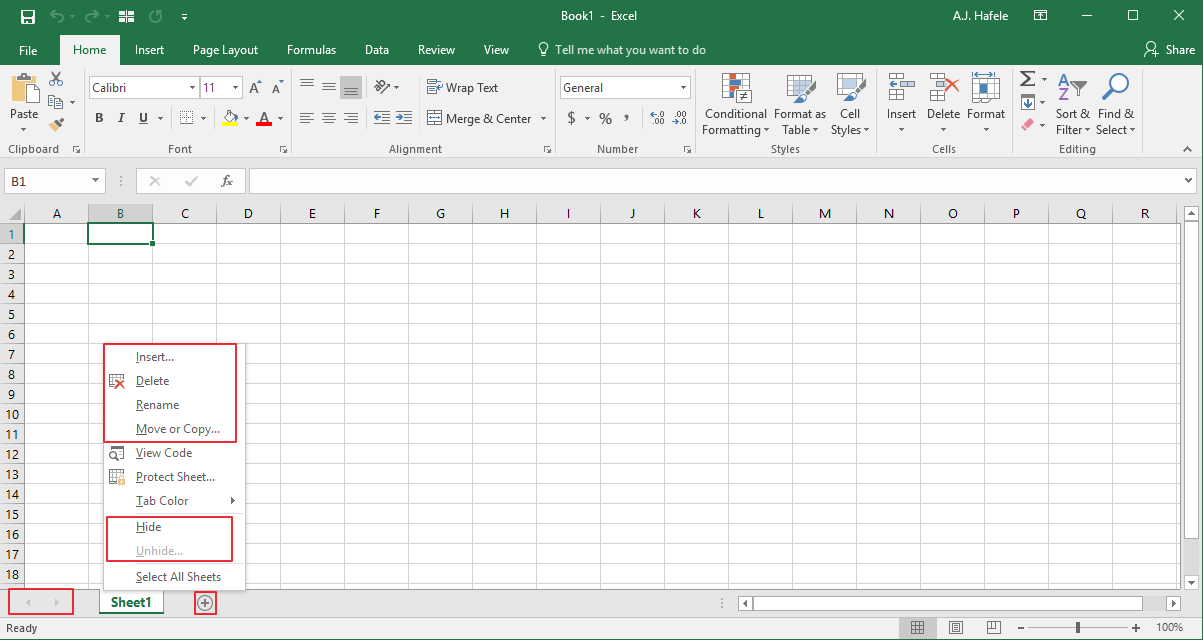 Book1 - Excel
A.J. Hafele
File Home Insert Page Layout Formulas Data Review View Tell me what you want to do Share
Calibri 11 Wrap Text General
Paste B I U Merge & Center $ % , Conditional Formatting Format as Table Cell Styles Insert Delete Format Sort & Filter Find & Select
Clipboard Font Alignment Number Styles Cells Editing
B1 fx
A B C D E F G H I J K L M N O P Q R
1
2
3
4
5
6
7
8
9
10
11
12
13
14
15
16
17
18
Insert...
Delete
Rename
Move or Copy...
View Code
Protect Sheet...
Tab Color
Hide
Unhide...
Select All Sheets
Sheet1
Ready 100%